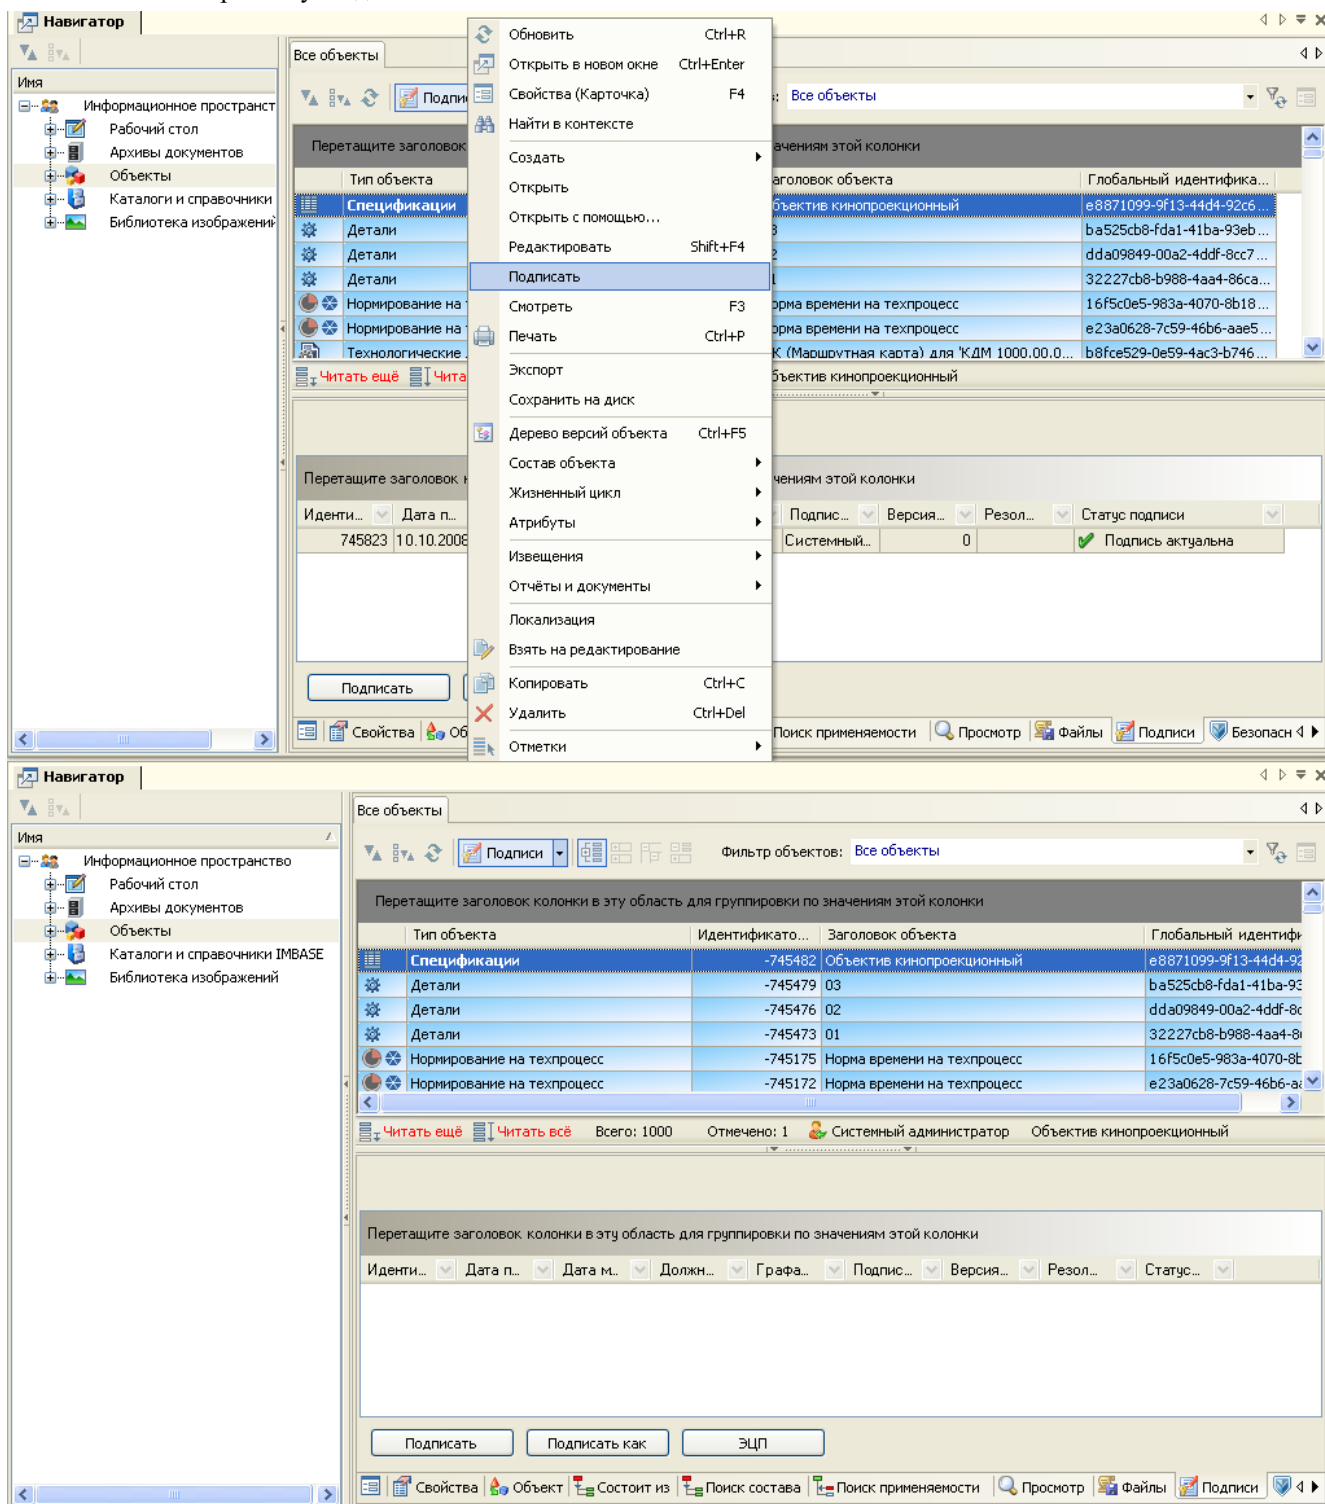 Навигатор
Все объекты
Имя
Информационное пространст
Рабочий стол
Архивы документов
Объекты
Каталоги и справочники
Библиотека изображений
Обновить Ctrl+R
Открыть в новом окне Ctrl+Enter
Свойства (Карточка) F4
Найти в контексте
Создать
Открыть
Открыть с помощью...
Редактировать Shift+F4
Подписать
Смотреть F3
Печать Ctrl+P
Экспорт
Сохранить на диск
Дерево версий объекта Ctrl+F5
Состав объекта
Жизненный цикл
Атрибуты
Извещения
Отчёты и документы
Локализация
Взять на редактирование
Копировать Ctrl+C
Удалить Ctrl+Del
Отметки
Подпи : Все объекты
Перетащите заголовок ачениям этой колонки
Тип объекта аголовок объекта Глобальный идентифика...
Спецификации бъектив кинопроекционный e8871099-9f13-44d4-92c6...
Детали 3 ba525cb8-fda1-41ba-93eb...
Детали 2 dda09849-00a2-4ddf-8cc7...
Детали 1 32227cb8-b988-4aa4-86ca...
Нормирование на орма времени на техпроцесс 16f5c0e5-983a-4070-8b18...
Нормирование на орма времени на техпроцесс e23a0628-7c59-46b6-aae5...
Технологические К (Маршрутная карта) для 'КДМ 1000.00.0... b8fce529-0e59-4ac3-b746...
Читать ещё Чита бъектив кинопроекционный
Перетащите заголовок чениям этой колонки
Иденти... Дата п... Подпис... Версия... Резол... Статус подписи
745823 10.10.2008 Системный... 0 Подпись актуальна
Подписать
Свойства Об Поиск применяемости Просмотр Файлы Подписи Безопасн
Навигатор
Все объекты
Имя
Информационное пространство
Рабочий стол
Архивы документов
Объекты
Каталоги и справочники IMBASE
Библиотека изображений
Подписи Фильтр объектов: Все объекты
Перетащите заголовок колонки в эту область для группировки по значениям этой колонки
Тип объекта Идентификато... Заголовок объекта Глобальный идентифи
Спецификации -745482 Объектив кинопроекционный e8871099-9f13-44d4-92
Детали -745479 03 ba525cb8-fda1-41ba-93
Детали -745476 02 dda09849-00a2-4ddf-8c
Детали -745473 01 32227cb8-b988-4aa4-8
Нормирование на техпроцесс -745175 Норма времени на техпроцесс 16f5c0e5-983a-4070-8b
Нормирование на техпроцесс -745172 Норма времени на техпроцесс e23a0628-7c59-46b6-a
Читать ещё Читать всё Всего: 1000 Отмечено: 1 Системный администратор Объектив кинопроекционный
Перетащите заголовок колонки в эту область для группировки по значениям этой колонки
Иденти... Дата п... Дата м... Должн... Графа... Подпис... Версия... Резол... Статус...
Подписать Подписать как ЭЦП
Свойства Объект Состоит из Поиск состава Поиск применяемости Просмотр Файлы Подписи